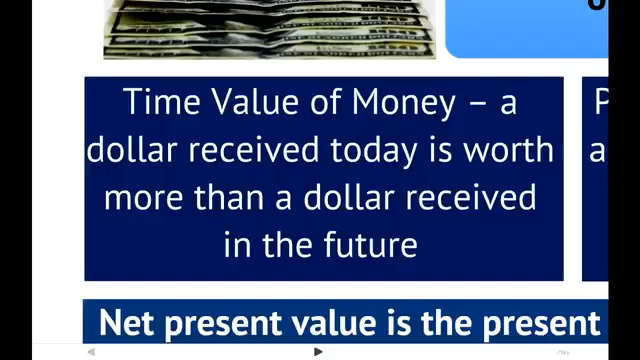 Time Value of Money – a
dollar received today is worth
more than a dollar received
in the future
Net present value is the present